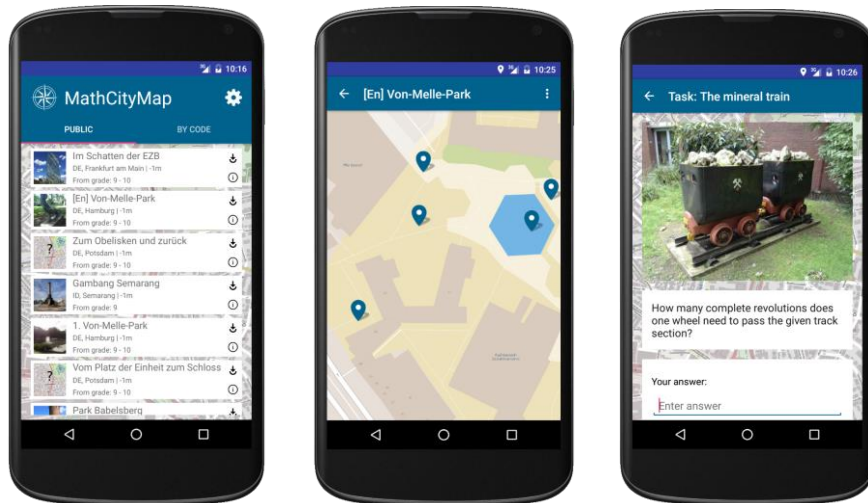 10:16
MathCityMap
PUBLIC
BY CODE
Im Schatten der EZB
DE, Frankfurt am Main | -1m
From grade: 9 - 10
[En] Von-Melle-Park
DE, Hamburg | -1m
From grade: 9 - 10
Zum Obelisken und zurück
DE, Potsdam | -1m
From grade: 9 - 10
Gambang Semarang
ID, Semarang | -1m
From grade: 9
1. Von-Melle-Park
DE, Hamburg | -1m
From grade: 9 - 10
Vom Platz der Einheit zum Schloss
DE, Potsdam | -1m
From grade: 9 - 10
Park Babelsberg
10:25
[En] Von-Melle-Park
10:26
Task: The mineral train
How many complete revolutions does
one wheel need to pass the given track
section?
Your answer:
Enter answer